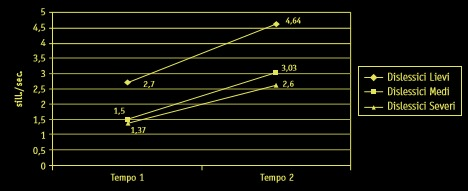 5
4,5
4
3,5
3
2,5
2
1,5
1
0,5
0
sill./sec.
4,64
2,7
3,03
1,5
2,6
1,37
Tempo 1
Tempo 2
Dislessici Lievi
Dislessici Medi
Dislessici Severi